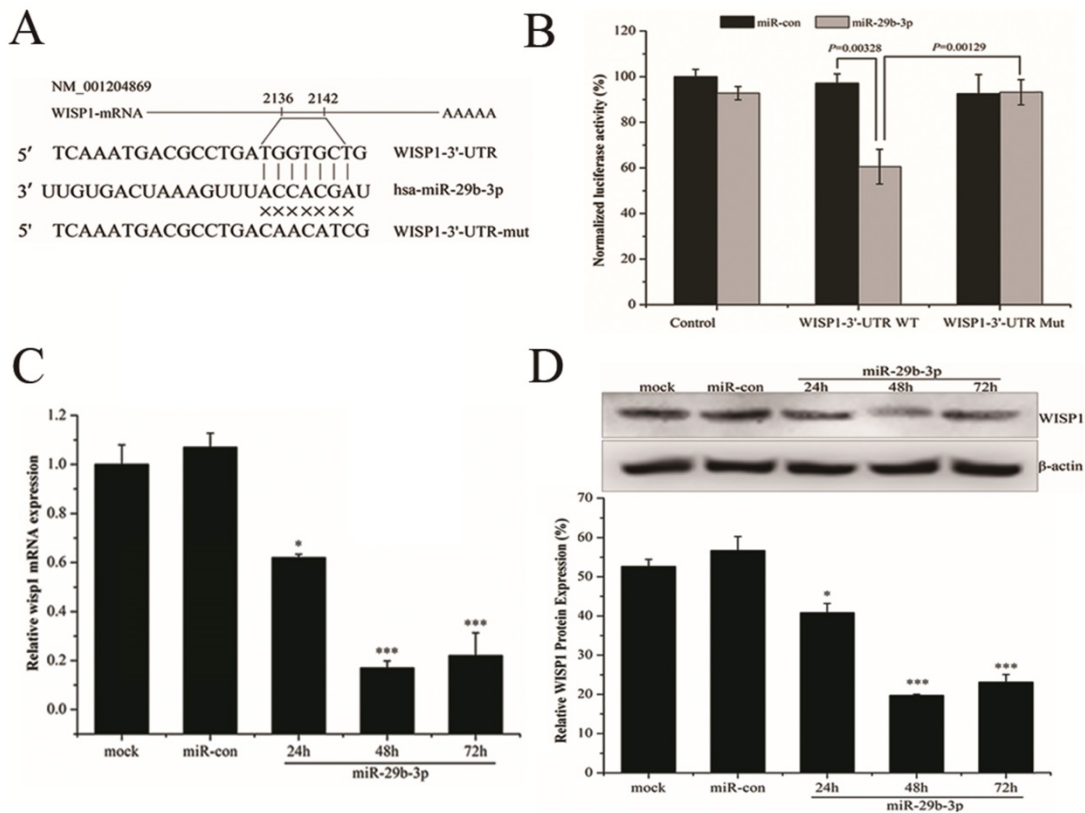 A
NM_001204869
2136 2142
WISP1-mRNA AAAAA
5' TCAAATGACGCCTGATGGTGCTG WISP1-3'-UTR
3' UUGUGACUAAAGUUUACCACGAU hsa-miR-29b-3p
×××××××
5' TCAAATGACGCCTGACAACATCG WISP1-3'-UTR-mut
B
miR-con miR-29b-3p
P=0.00328 P=0.00129
Normalized luciferase activity (%)
120
100
80
60
40
20
0
Control WISP1-3'-UTR WT WISP1-3'-UTR Mut
C
Relative wisp1 mRNA expression
1.2
1.0
0.8
0.6
0.4
0.2
0.0
*
***
***
mock miR-con 24h 48h 72h
miR-29b-3p
D
miR-29b-3p
mock miR-con 24h 48h 72h
WISP1
β-actin
Relative WISP1 Protein Expression (%)
70
60
50
40
30
20
10
0
*
***
***
mock miR-con 24h 48h 72h
miR-29b-3p